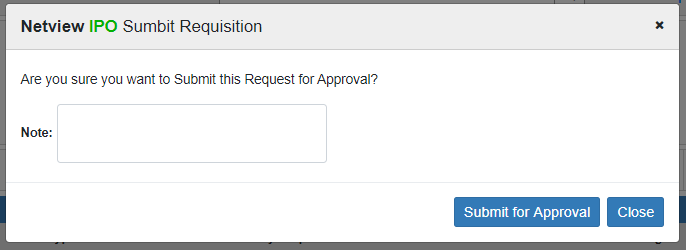 Netview IPO Sumbit Requisition
×
Are you sure you want to Submit this Request for Approval?
Note:
Submit for Approval
Close